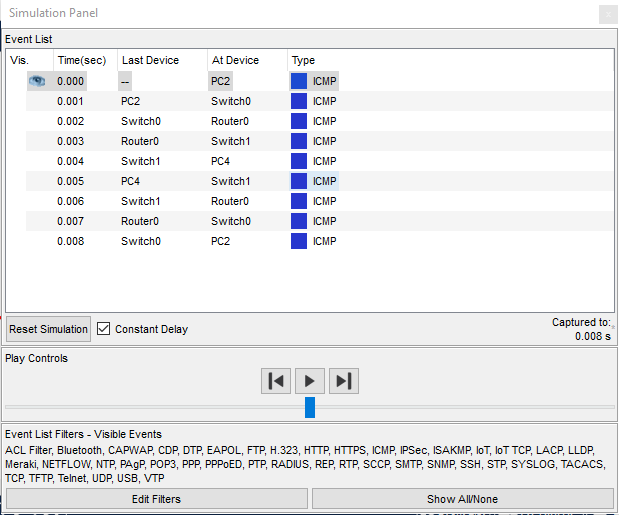 Simulation Panel
Event List
Vis. Time(sec) Last Device At Device Type
0.000 -- PC2 ICMP
0.001 PC2 Switch0 ICMP
0.002 Switch0 Router0 ICMP
0.003 Router0 Switch1 ICMP
0.004 Switch1 PC4 ICMP
0.005 PC4 Switch1 ICMP
0.006 Switch1 Router0 ICMP
0.007 Router0 Switch0 ICMP
0.008 Switch0 PC2 ICMP
Reset Simulation Constant Delay Captured to:
0.008 s
Play Controls
Event List Filters - Visible Events
ACL Filter, Bluetooth, CAPWAP, CDP, DTP, EAPOL, FTP, H.323, HTTP, HTTPS, ICMP, IPSec, ISAKMP, IoT, IoT TCP, LACP, LLDP,
Meraki, NETFLOW, NTP, PAgP, POP3, PPP, PPPoED, PTP, RADIUS, REP, RTP, SCCP, SMTP, SNMP, SSH, STP, SYSLOG, TACACS,
TCP, TFTP, Telnet, UDP, USB, VTP
Edit Filters Show All/None